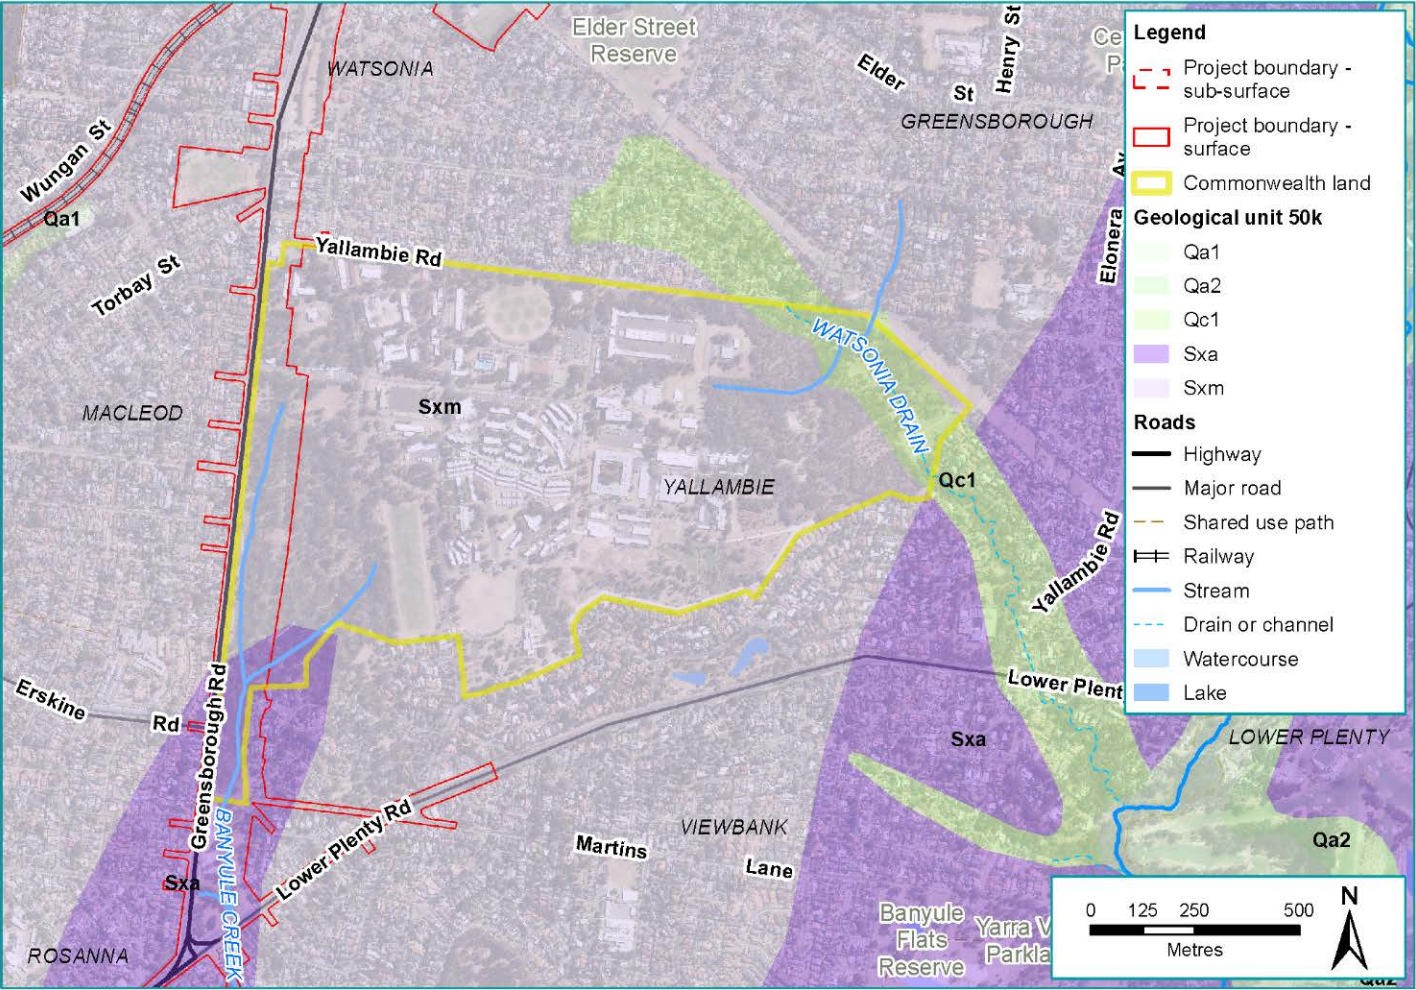 Elder Street
Reserve
WATSONIA
Elder
St
Henry St
GREENSBOROUGH
Wungan St
Qa1
Torbay St
Yallambie Rd
Elonera
WATSONIA DRAIN
MACLEOD
Sxm
YALLAMBIE
Qc1
Yallambie Rd
Erskine
Rd
Greensborough Rd
Lower Plent
Sxa
LOWER PLENTY
Lower Plenty Rd
BANYULE CREEK
VIEWBANK
Martins
Lane
Qa2
Sxa
ROSANNA
Banyule
Flats
Reserve
Yarra V
Parkla
Qa2
Legend
Project boundary -
sub-surface
Project boundary -
surface
Commonwealth land
Geological unit 50k
Qa1
Qa2
Qc1
Sxa
Sxm
Roads
Highway
Major road
Shared use path
Railway
Stream
Drain or channel
Watercourse
Lake
0 125 250 500
Metres
N